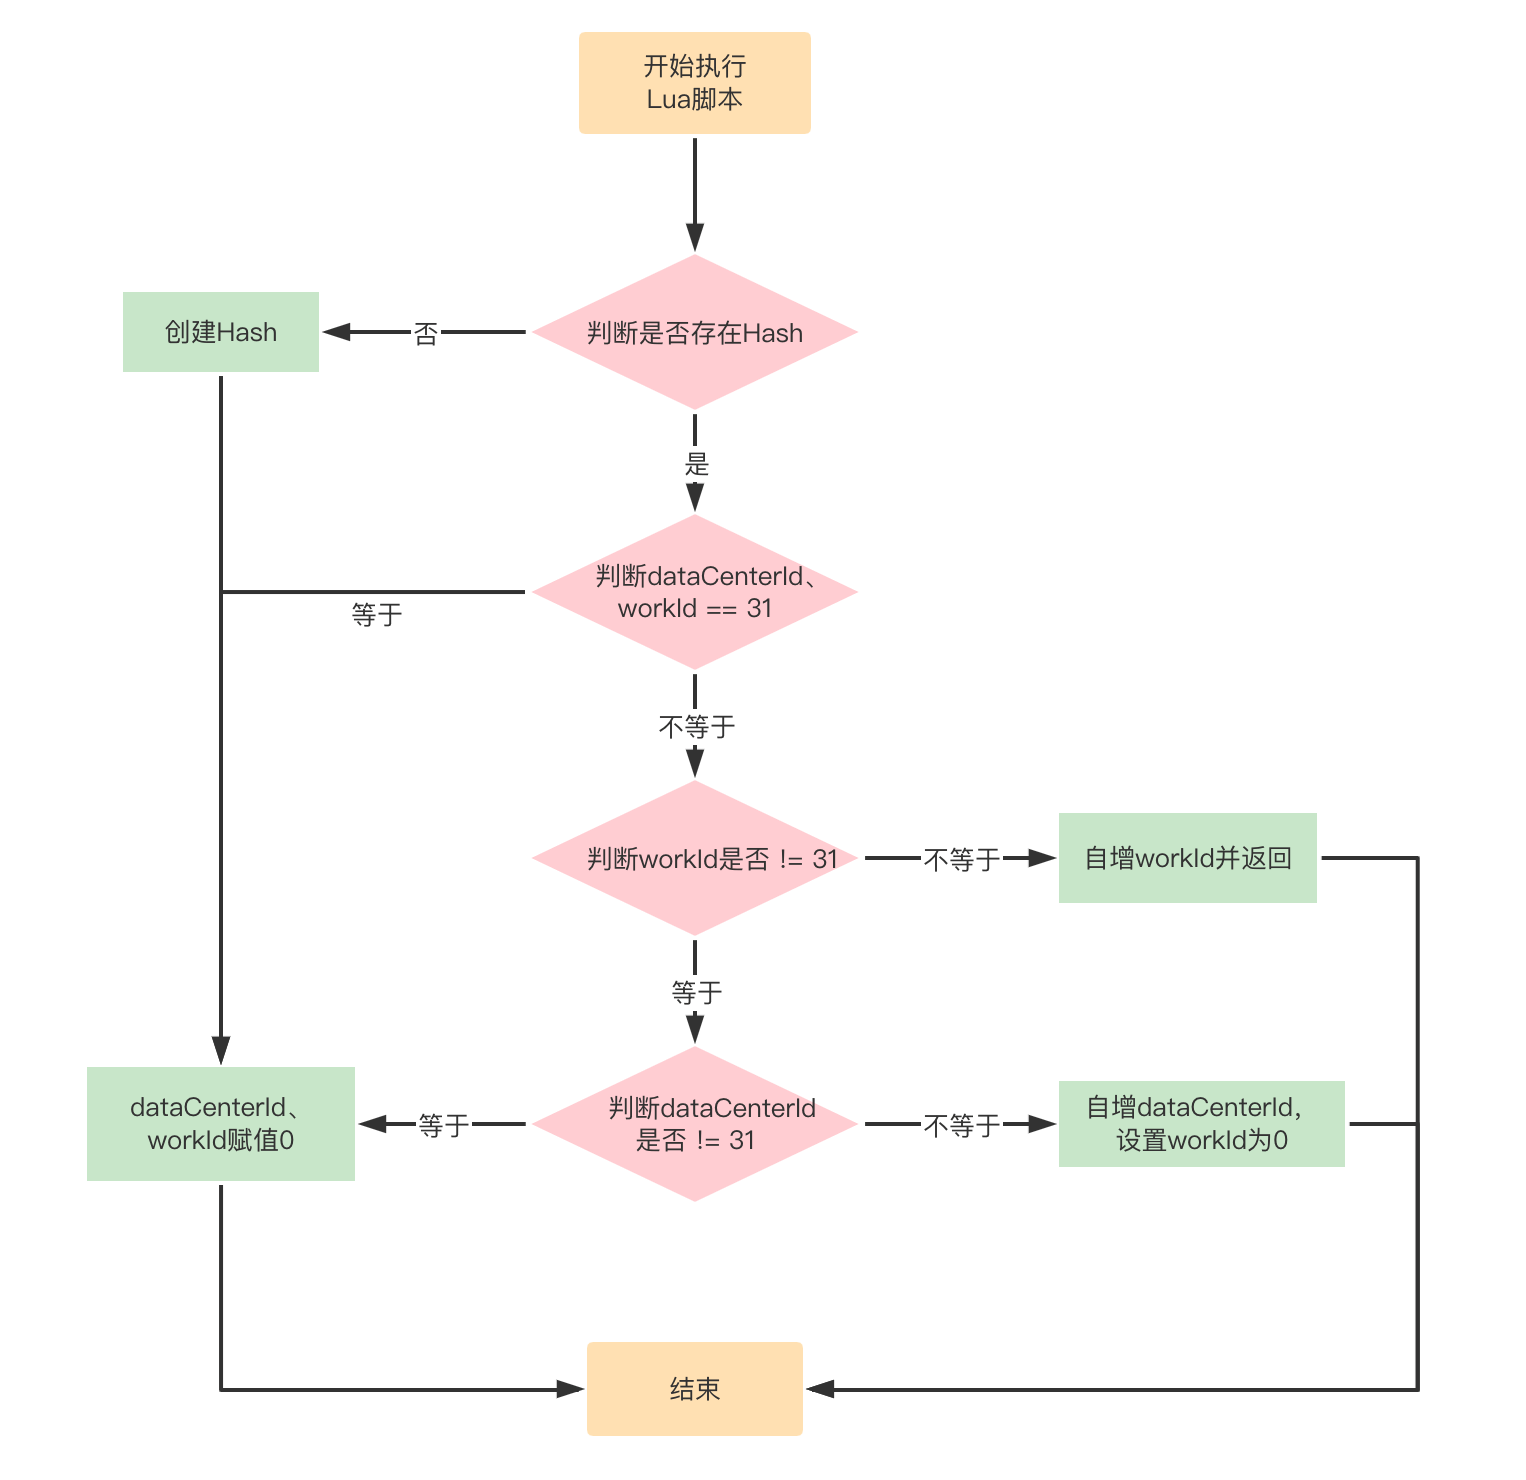 开始执行
Lua脚本
创建Hash
否
判断是否存在Hash
是
判断dataCenterId、
workId == 31
等于
不等于
判断workId是否 != 31
不等于
自增workId并返回
等于
dataCenterId、
workId赋值0
等于
判断dataCenterId
是否 != 31
不等于
自增dataCenterId,
设置workId为0
结束